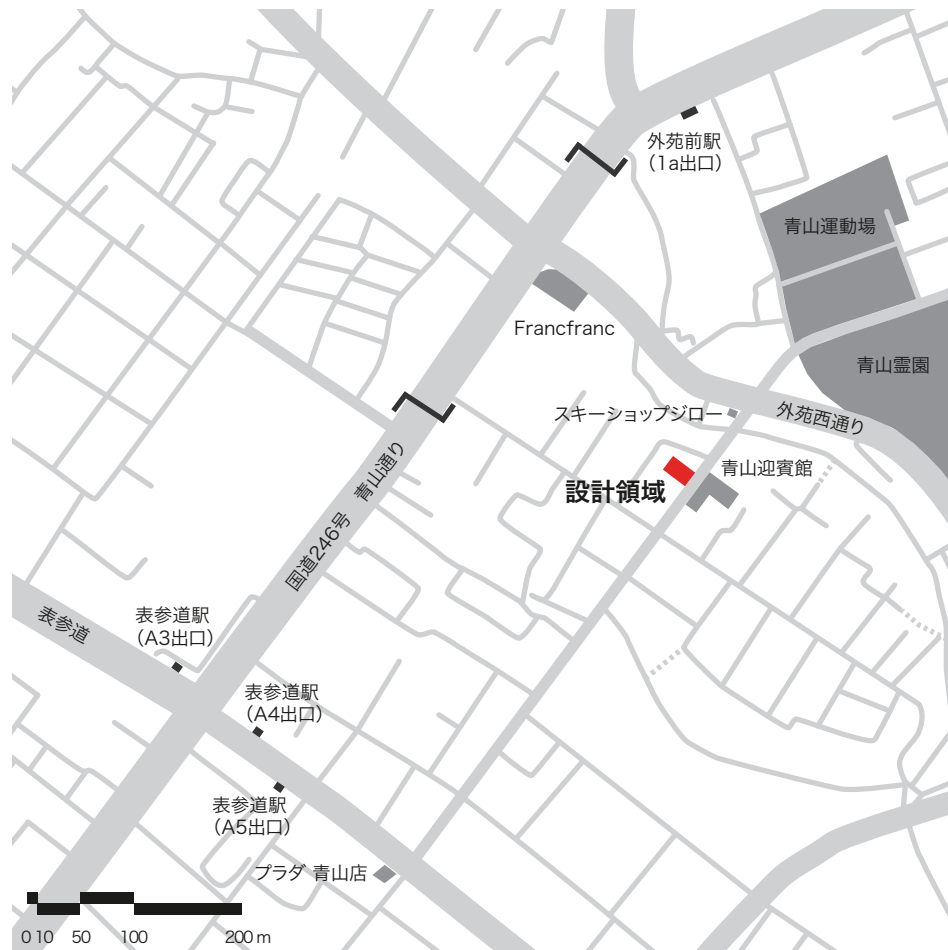 外苑前駅
（1a出口）
青山運動場
Francfranc
青山霊園
スキーショップジロー
外苑西通り
青山迎賓館
設計領域
国道246号　青山通り
表参道
表参道駅
（A3出口）
表参道駅
（A4出口）
表参道駅
（A5出口）
プラダ 青山店
0 10 50 100 200 m